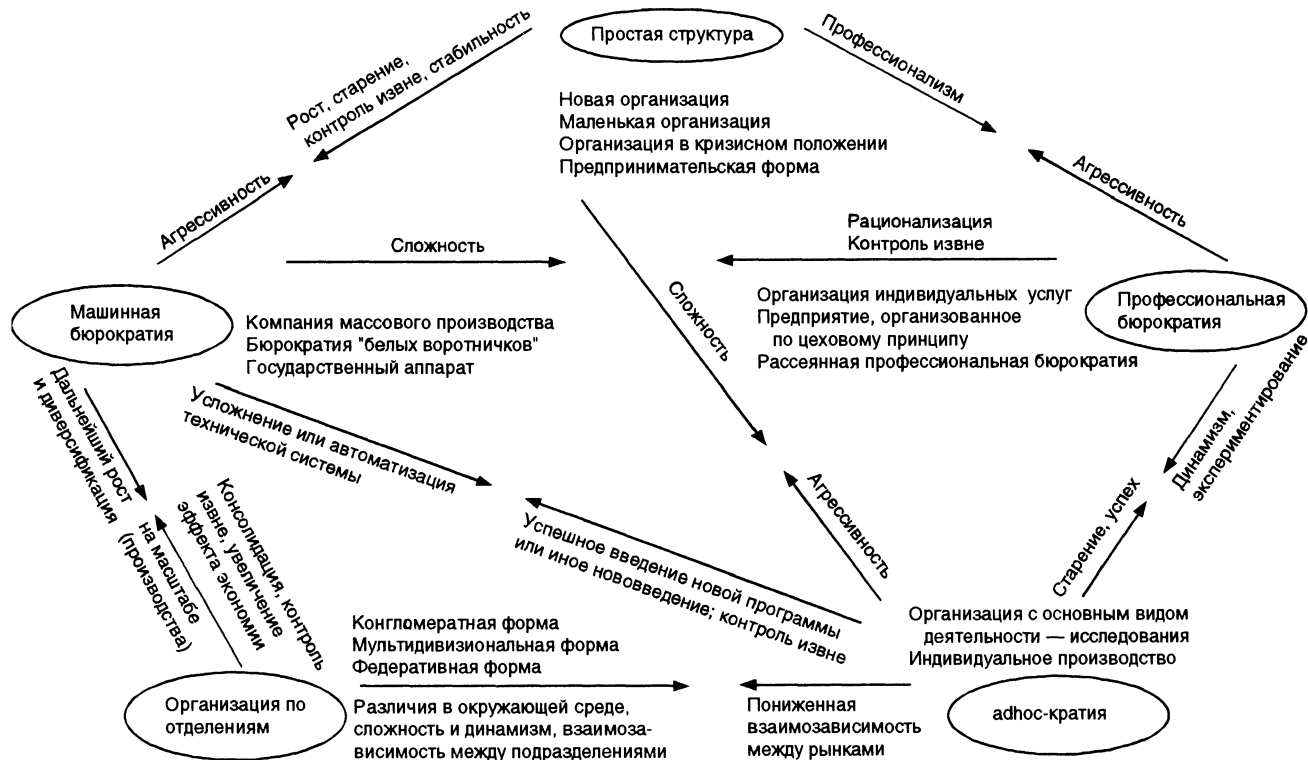 Простая структура
Рост, старение,
контроль извне, стабильность
Профессионализм
Новая организация
Маленькая организация
Организация в кризисном положении
Предпринимательская форма
Агрессивность
Агрессивность
Сложность
Рационализация
Контроль извне
Сложность
Машинная
бюрократия
Компания массового производства
Бюрократия "белых воротничков"
Государственный аппарат
Организация индивидуальных услуг
Предприятие, организованное
по цеховому принципу
Рассеянная профессиональная бюрократия
Профессиональная
бюрократия
Дальнейший рост
и диверсификация
(производства)
Усложнение или автоматизация
технической системы
Динамизм,
экспериментирование
Консолидация, контроль
извне, увеличение
эффекта экономии
на масштабе
Успешное введение новой программы
или иное нововведение; контроль извне
Агрессивность
Старение, успех
Конгломератная форма
Мультидивизиональная форма
Федеративная форма
Организация с основным видом
деятельности — исследования
Индивидуальное производство
Организация по
отделениям
Различия в окружающей среде,
сложность и динамизм, взаимоза-
висимость между подразделениями
Пониженная
взаимозависимость
между рынками
adhoc-кратия